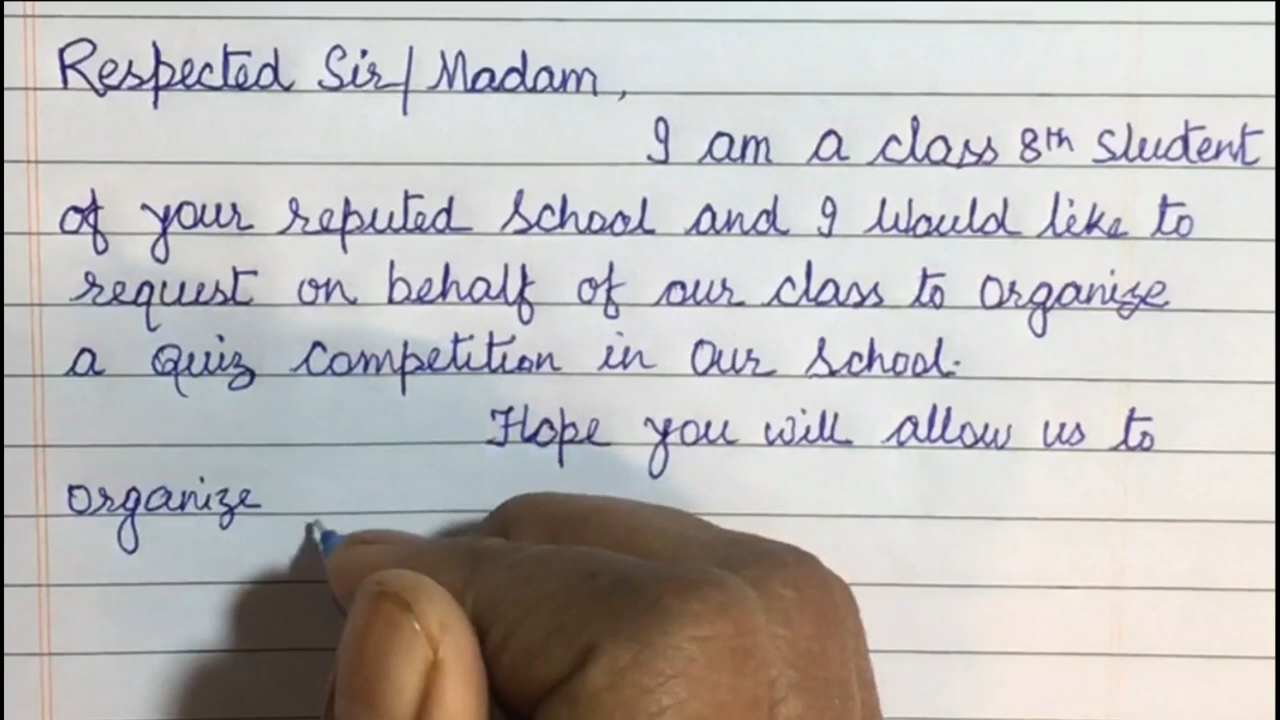 Respected Sir/Madam,
I am a class 8th student
of your reputed school and I would like to
request on behalf of our class to organize
a Quiz competition in our school.
Hope you will allow us to
organize